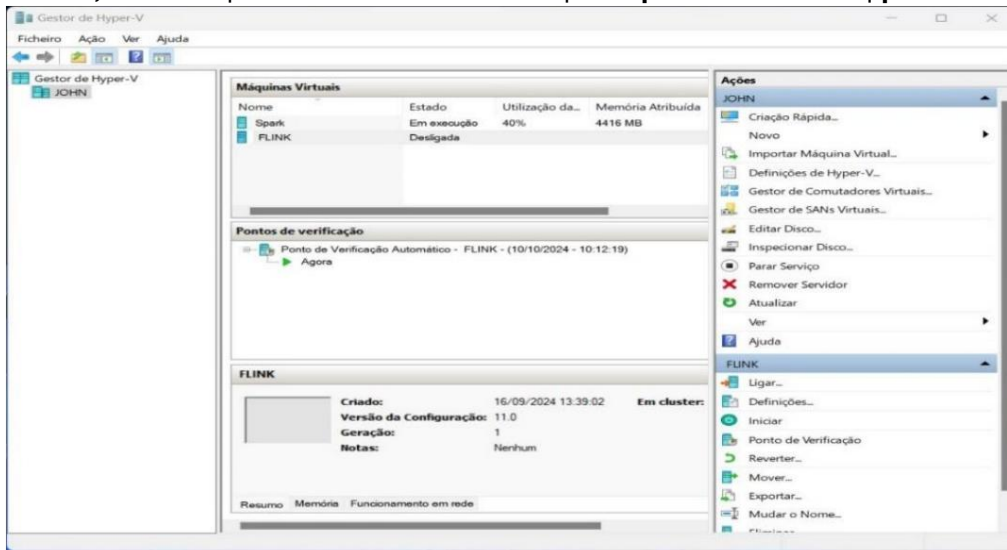 Gestor de Hyper-V
Ficheiro Ação Ver Ajuda
Gestor de Hyper-V
JOHN
Máquinas Virtuais
Nome Estado Utilização da... Memória Atribuída
Spark Em execução 40% 4416 MB
FLINK Desligada
Pontos de verificação
Ponto de Verificação Automático - FLINK - (10/10/2024 - 10:12:19)
Agora
FLINK
Criado: 16/09/2024 13:39:02 Em cluster:
Versão da Configuração: 11.0
Geração: 1
Notas: Nenhum
Resumo Memória Funcionamento em rede
Ações
JOHN
Criação Rápida...
Novo
Importar Máquina Virtual...
Definições de Hyper-V...
Gestor de Comutadores Virtuais...
Gestor de SANs Virtuais...
Editar Disco...
Inspecionar Disco...
Parar Serviço
Remover Servidor
Atualizar
Ver
Ajuda
FLINK
Ligar...
Definições...
Iniciar
Ponto de Verificação
Reverter...
Mover...
Exportar...
Mudar o Nome...